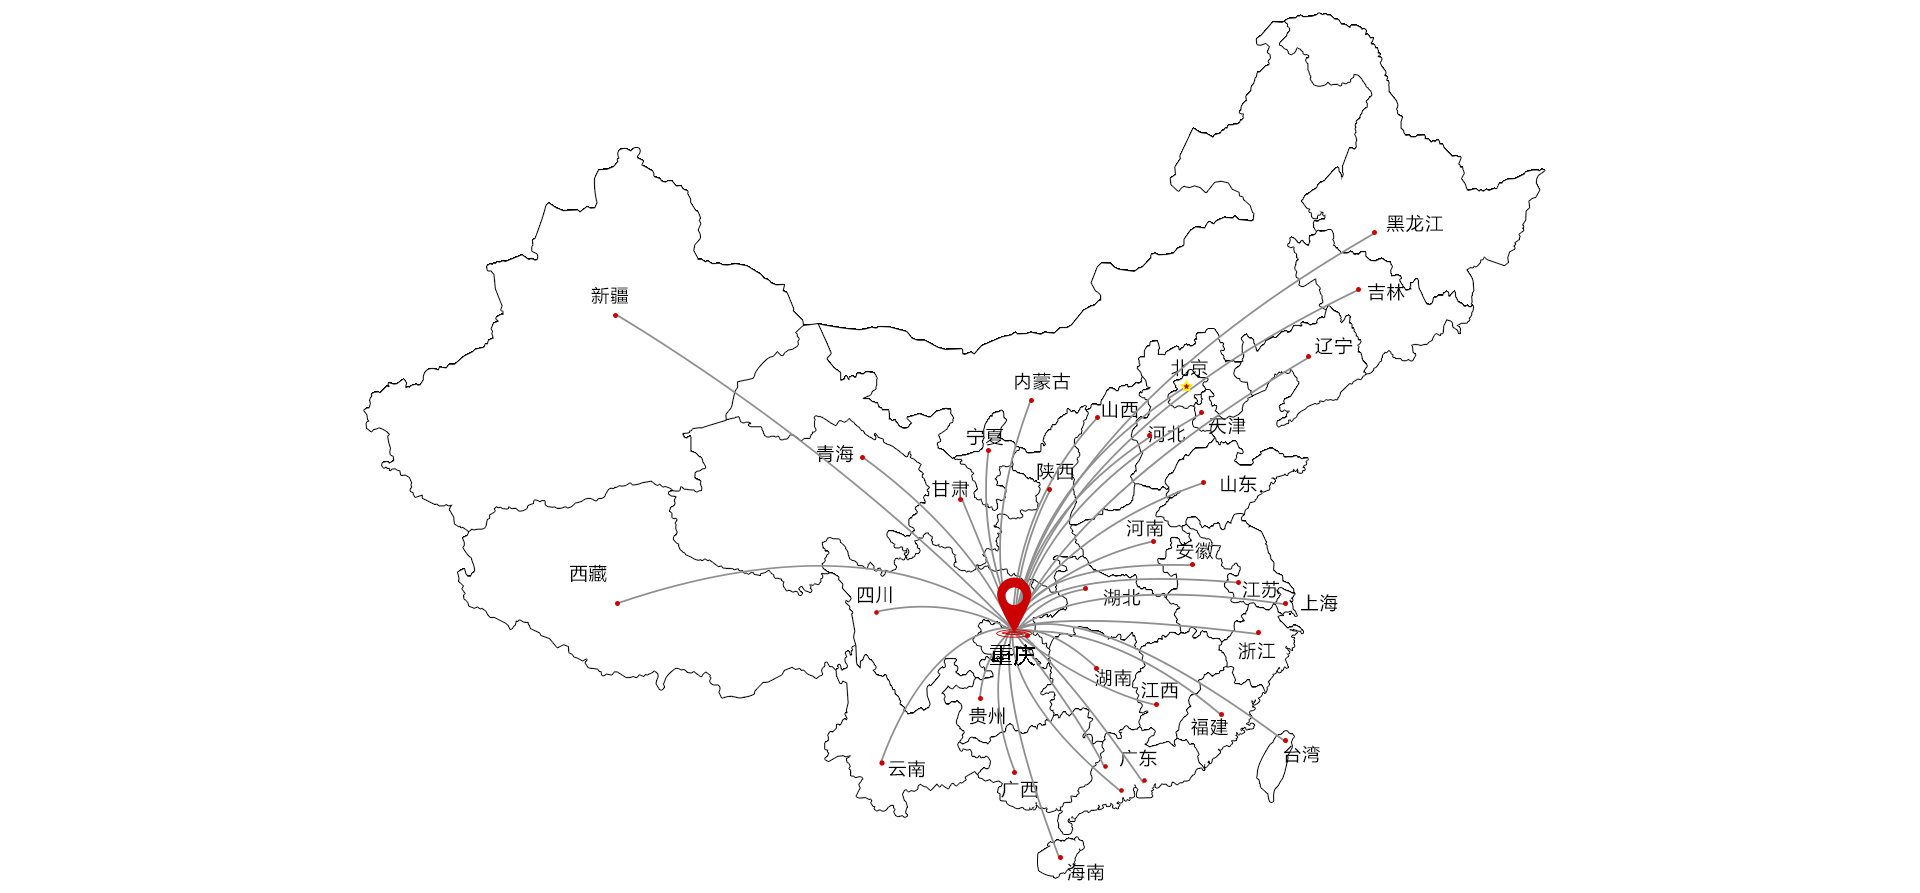 黑龙江
吉林
新疆
辽宁
北京
内蒙古
山西
天津
河北
宁夏
青海
陕西
甘肃
山东
河南
安徽
西藏
江苏
四川
湖北
上海
浙江
重庆
湖南
江西
贵州
福建
台湾
广东
云南
广西
海南